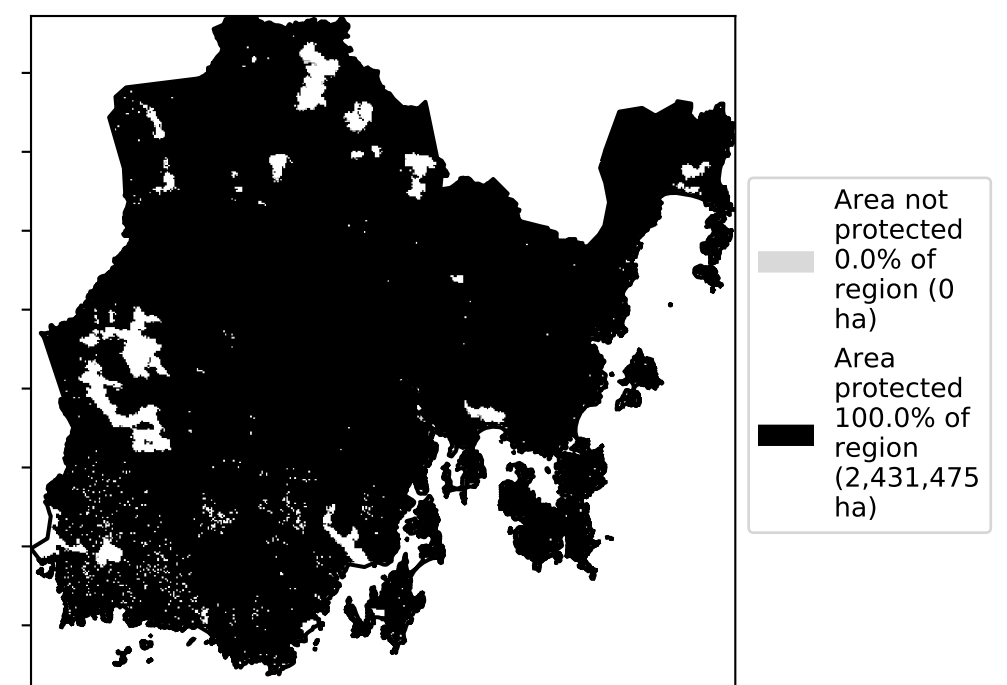 Area not
protected
0.0% of
region (0
ha)
Area
protected
100.0% of
region
(2,431,475
ha)